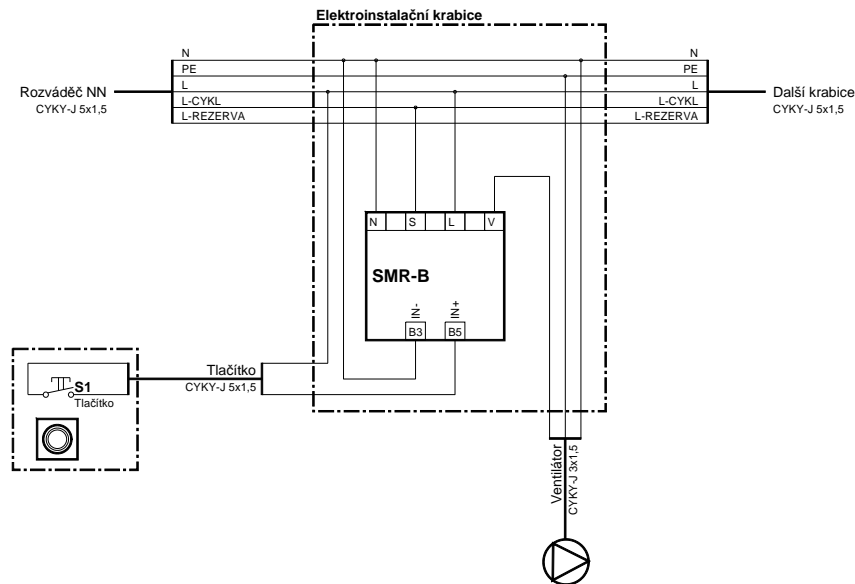 Elektroinstalační krabice
N
PE
L
L-CYKL
L-REZERVA
N
PE
L
L-CYKL
L-REZERVA
Rozváděč NN
CYKY-J 5x1,5
Další krabice
CYKY-J 5x1,5
N S L V
SMR-B
IN- IN+
B3 B5
Tlačítko
CYKY-J 5x1,5
S1
Tlačítko
Ventilátor
CYKY-J 3x1,5